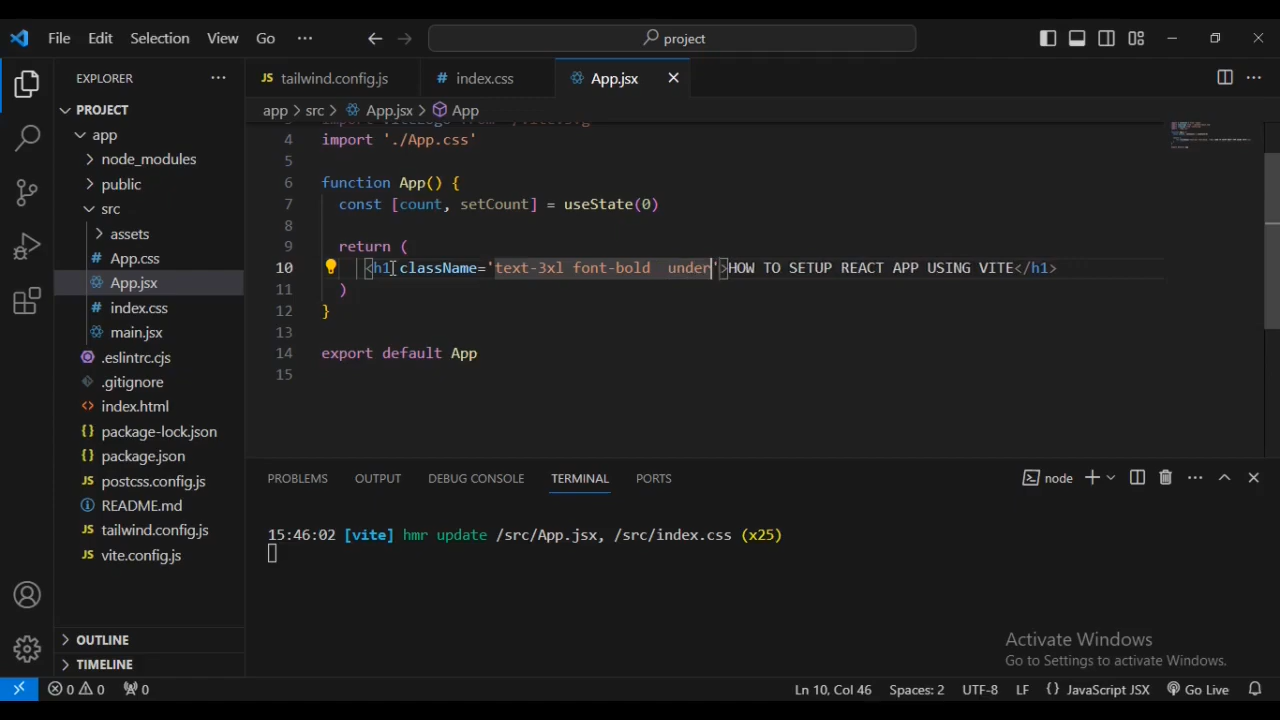 File Edit Selection View Go ··· project
EXPLORER ···
tailwind.config.js index.css App.jsx
app > src > App.jsx > App
PROJECT
app
node_modules
public
src
assets
App.css
App.jsx
index.css
main.jsx
.eslintrc.cjs
.gitignore
index.html
package-lock.json
package.json
postcss.config.js
README.md
tailwind.config.js
vite.config.js
OUTLINE
TIMELINE
4 import './App.css'
5
6 function App() {
7 const [count, setCount] = useState(0)
8
9 return (
10 <h1 className='text-3xl font-bold  under'>HOW TO SETUP REACT APP USING VITE</h1>
11 )
12 }
13
14 export default App
15
PROBLEMS OUTPUT DEBUG CONSOLE TERMINAL PORTS node
15:46:02 [vite] hmr update /src/App.jsx, /src/index.css (x25)
Activate Windows
Go to Settings to activate Windows.
0 0 0 Ln 10, Col 46 Spaces: 2 UTF-8 LF {} JavaScript JSX Go Live